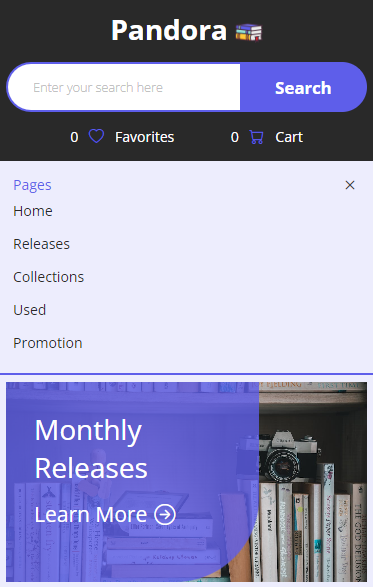 Pandora
Enter your search here
Search
0 Favorites
0 Cart
Pages
Home
Releases
Collections
Used
Promotion
Monthly
Releases
Learn More